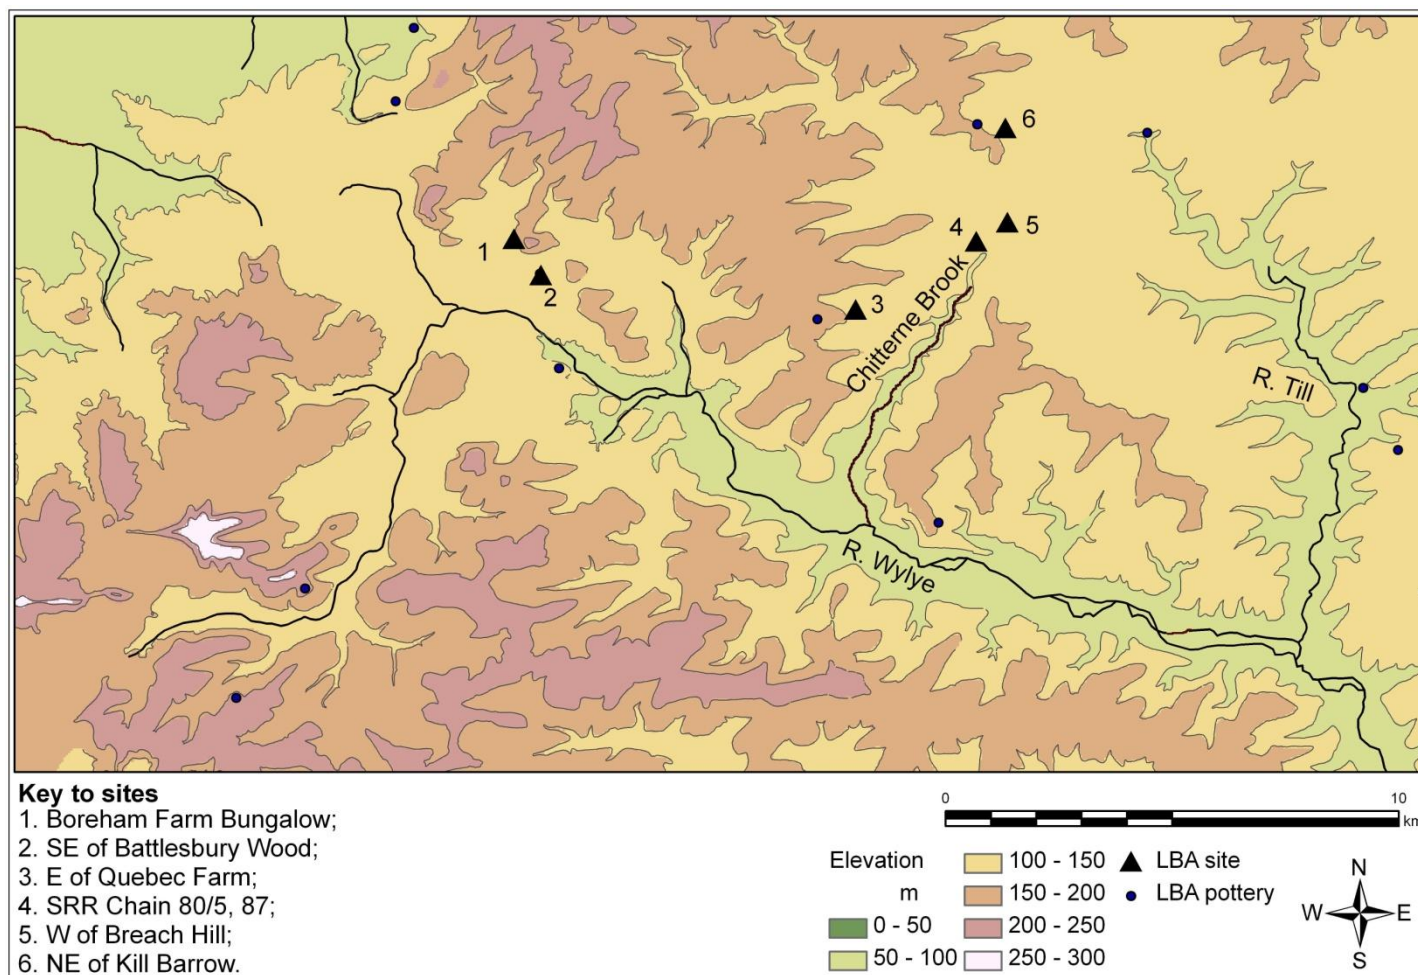 6
1
4
5
2
3
Chitterne Brook
R. Till
R. Wylye
Key to sites
1. Boreham Farm Bungalow;
2. SE of Battlesbury Wood;
3. E of Quebec Farm;
4. SRR Chain 80/5, 87;
5. W of Breach Hill;
6. NE of Kill Barrow.
0 10
km
Elevation
m
0 - 50
50 - 100
100 - 150
150 - 200
200 - 250
250 - 300
LBA site
LBA pottery
N
W E
S